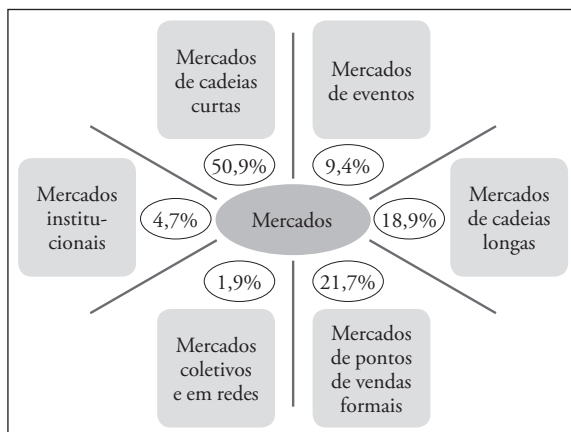 Mercados
de cadeias
curtas
50,9%
Mercados
de eventos
9,4%
Mercados
institu-
cionais
4,7%
Mercados
18,9%
Mercados
de cadeias
longas
1,9%
Mercados
coletivos
e em redes
21,7%
Mercados
de pontos
de vendas
formais